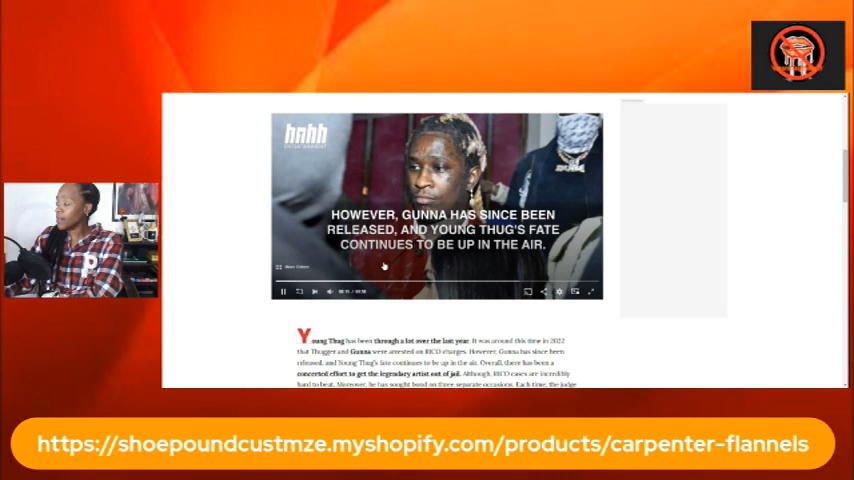 hnhh
ENTERTAINMENT
HOWEVER, GUNNA HAS SINCE BEEN
RELEASED, AND YOUNG THUG'S FATE
CONTINUES TO BE UP IN THE AIR.
P
Young Thug has been through a lot over the last year. It was around this time in 2022
that Thugger and Gunna were arrested on RICO charges. However, Gunna has since been
released, and Young Thug's fate continues to be up in the air. Overall, there has been a
concerted effort to get the legendary artist out of jail. Although, RICO cases are incredibly
hard to beat. Moreover, he has sought bond on three separate occasions. Each time, the judge
https://shoepoundcustmze.myshopify.com/products/carpenter-flannels